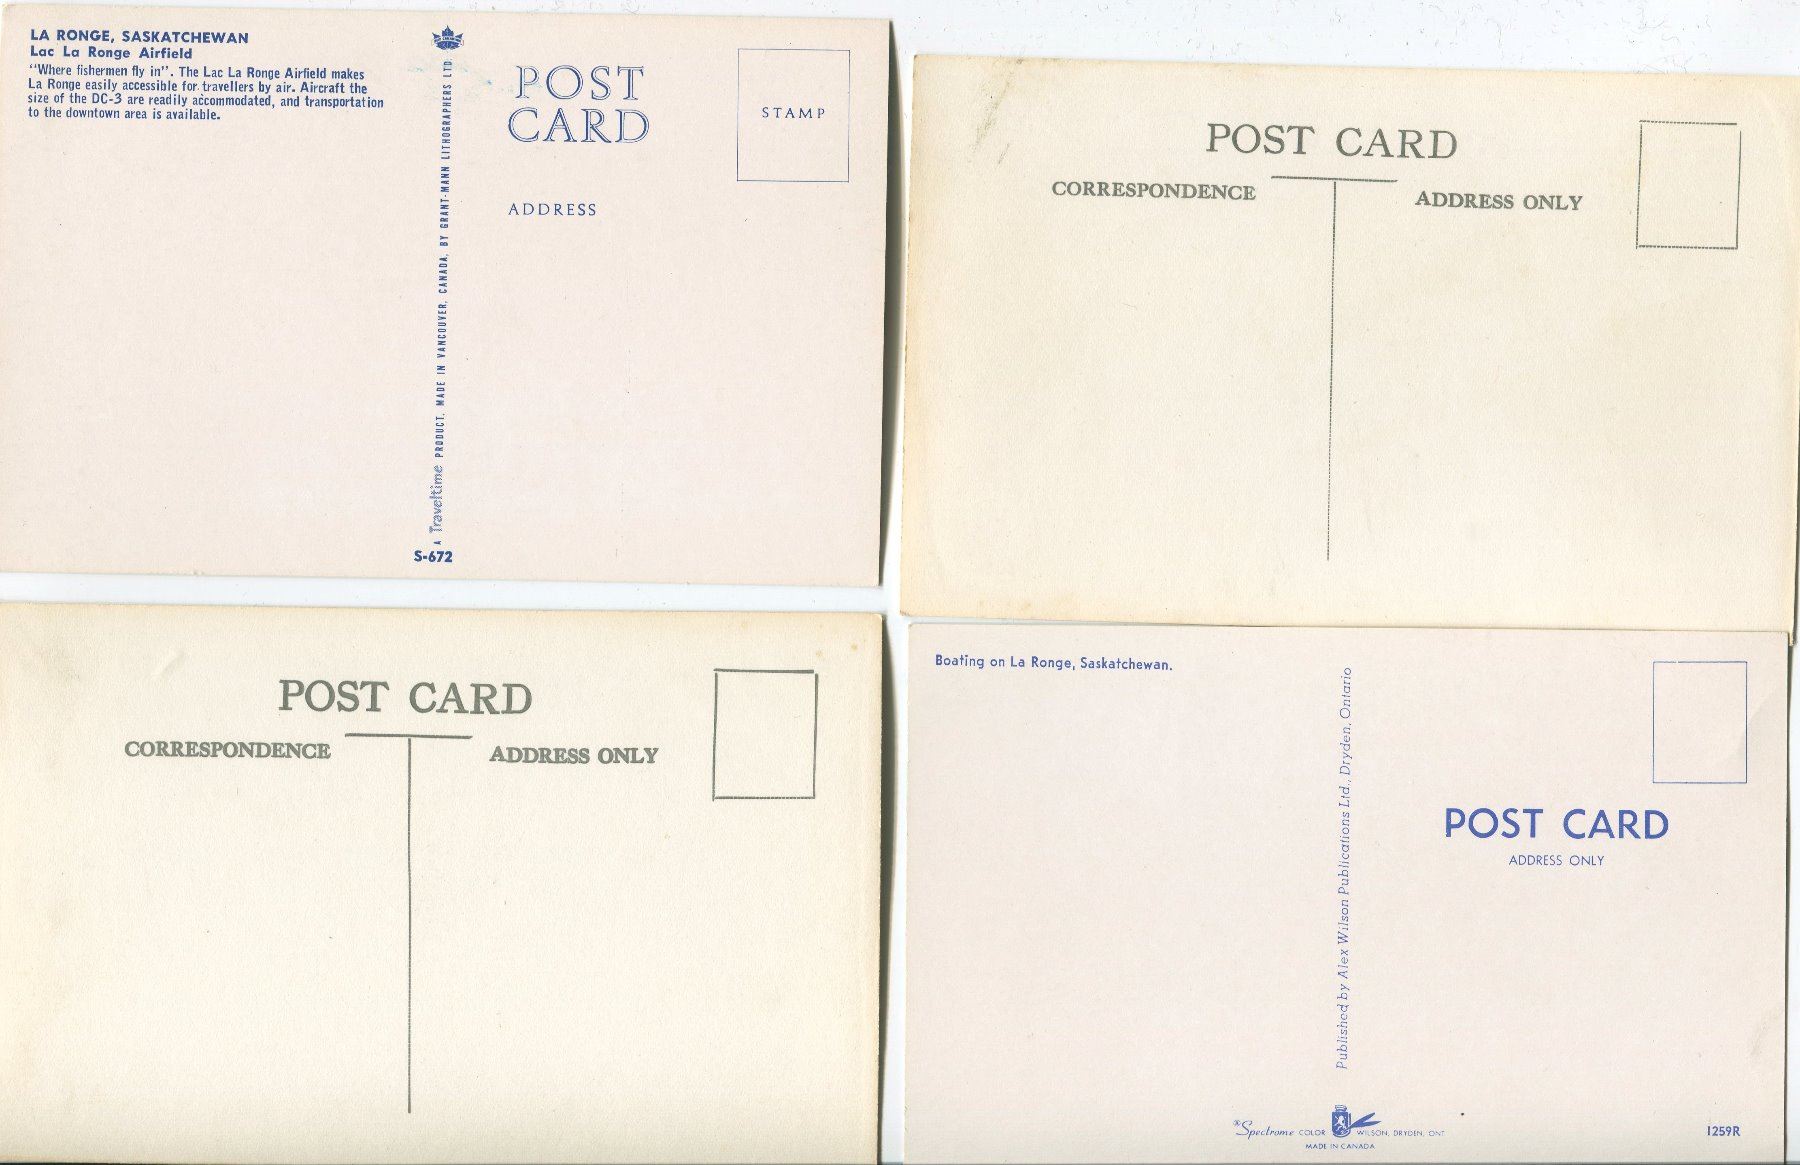 LA RONGE, SASKATCHEWAN
Lac La Ronge Airfield
"Where fishermen fly in". The Lac La Ronge Airfield makes
La Ronge easily accessible for travellers by air. Aircraft the
size of the DC-3 are readily accommodated, and transportation
to the downtown area is available.
A Traveltime PRODUCT, MADE IN VANCOUVER, CANADA, BY GRANT-MANN LITHOGRAPHERS LTD.
S-672
POST
CARD
ADDRESS
STAMP
POST CARD
CORRESPONDENCE
ADDRESS ONLY
POST CARD
CORRESPONDENCE
ADDRESS ONLY
Boating on La Ronge, Saskatchewan.
Published by Alex Wilson Publications Ltd., Dryden, Ontario
POST CARD
ADDRESS ONLY
Spectrome COLOR WILSON, DRYDEN, ONT
MADE IN CANADA
1259R